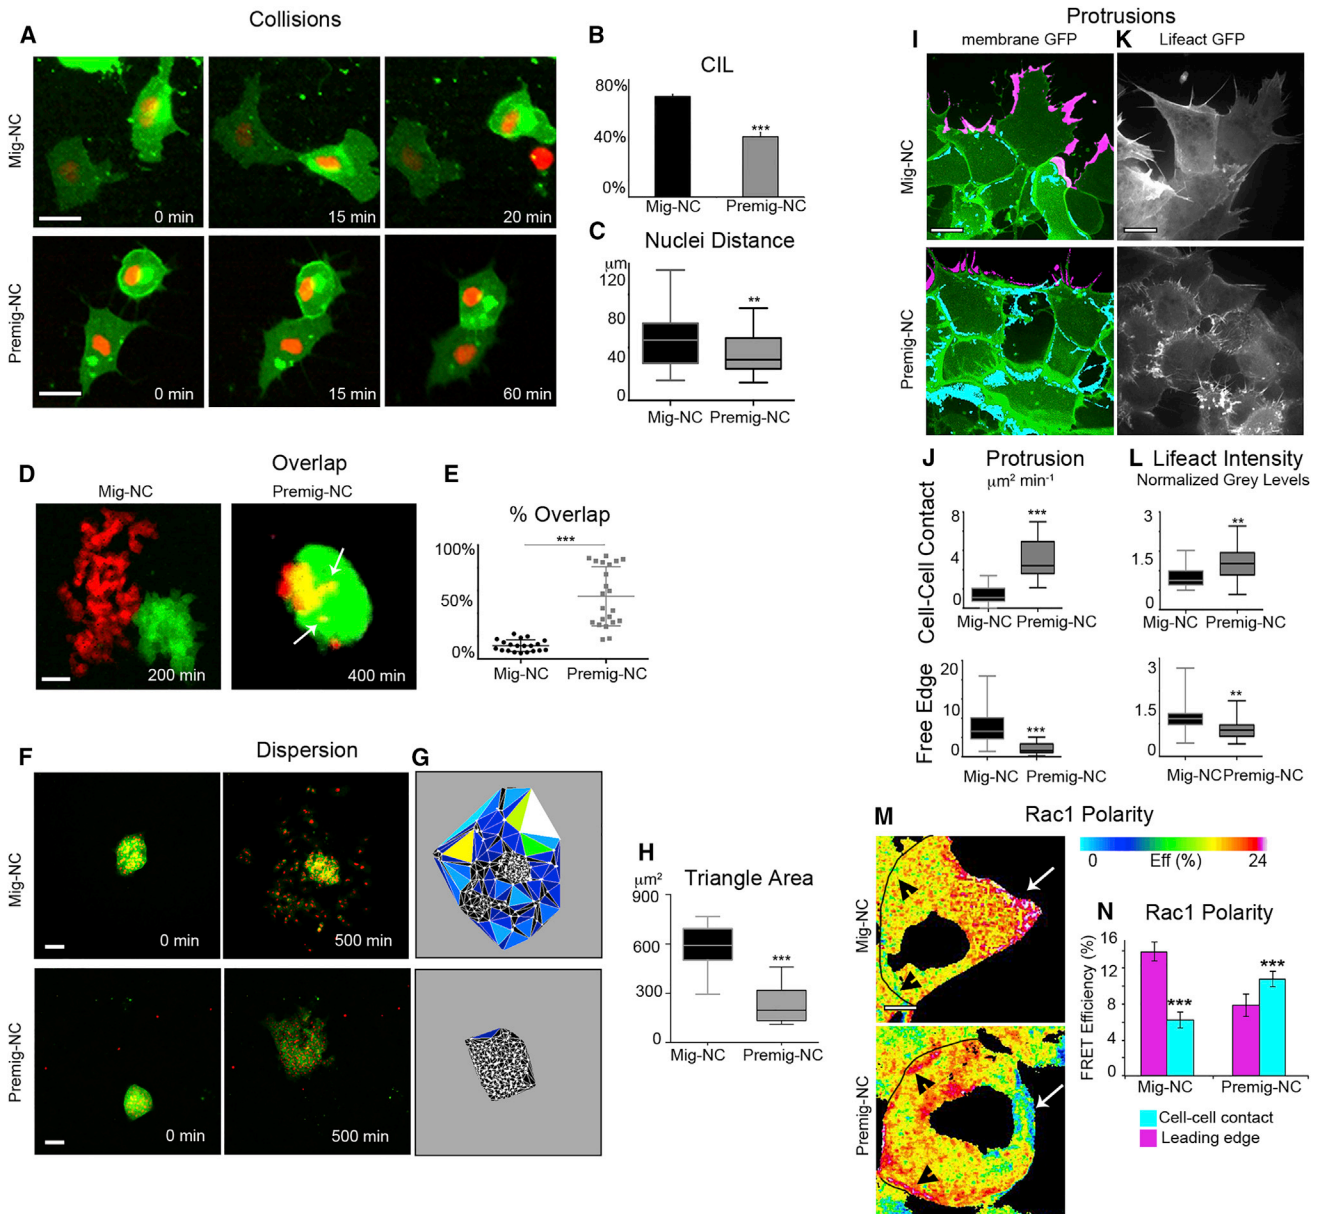 Collisions
A
Mig-NC
0 min
15 min
20 min
Premig-NC
0 min
15 min
60 min
B
CIL
80%
40%
0%
***
Mig-NC
Premig-NC
C
Nuclei Distance
μm
120
80
40
0
**
Mig-NC
Premig-NC
D
Overlap
Mig-NC
Premig-NC
200 min
400 min
E
% Overlap
***
100%
50%
0%
Mig-NC
Premig-NC
F
Dispersion
Mig-NC
0 min
500 min
Premig-NC
0 min
500 min
G
H
μm²
Triangle Area
900
600
300
0
***
Mig-NC
Premig-NC
Protrusions
I
membrane GFP
K
Lifeact GFP
Mig-NC
Premig-NC
J
Protrusion
μm² min⁻¹
Cell-Cell Contact
8
4
0
***
Mig-NC
Premig-NC
Free Edge
20
10
0
***
Mig-NC
Premig-NC
L
Lifeact Intensity
Normalized Grey Levels
3
1.5
0
**
Mig-NC
Premig-NC
3
1.5
0
**
Mig-NC
Premig-NC
M
Rac1 Polarity
0
Eff (%)
24
Mig-NC
Premig-NC
N
Rac1 Polarity
FRET Efficiency (%)
16
12
8
4
0
***
***
Mig-NC
Premig-NC
Cell-cell contact
Leading edge